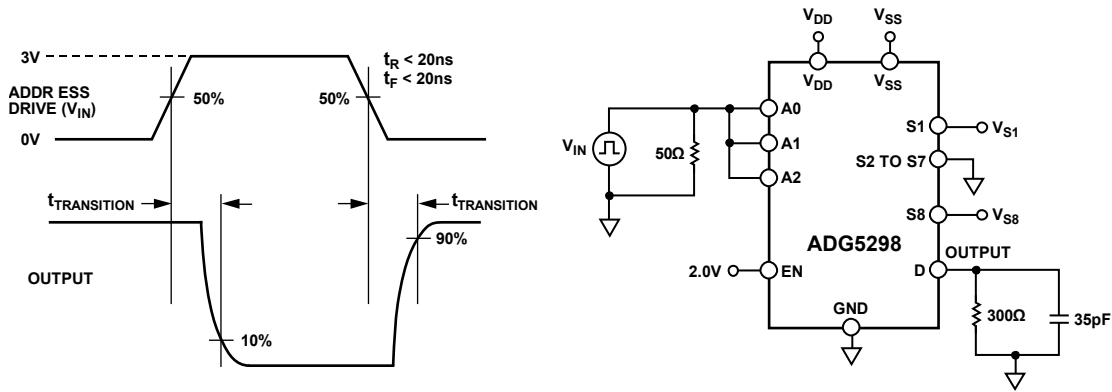 3V
ADDR ESS
DRIVE (VIN)
0V
50%
50%
tR < 20ns
tF < 20ns
tTRANSITION
tTRANSITION
90%
OUTPUT
10%
VDD
VSS
VDD
VSS
A0
A1
A2
VIN
50Ω
S1
VS1
S2 TO S7
S8
VS8
ADG5298
OUTPUT
2.0V
EN
D
GND
300Ω
35pF